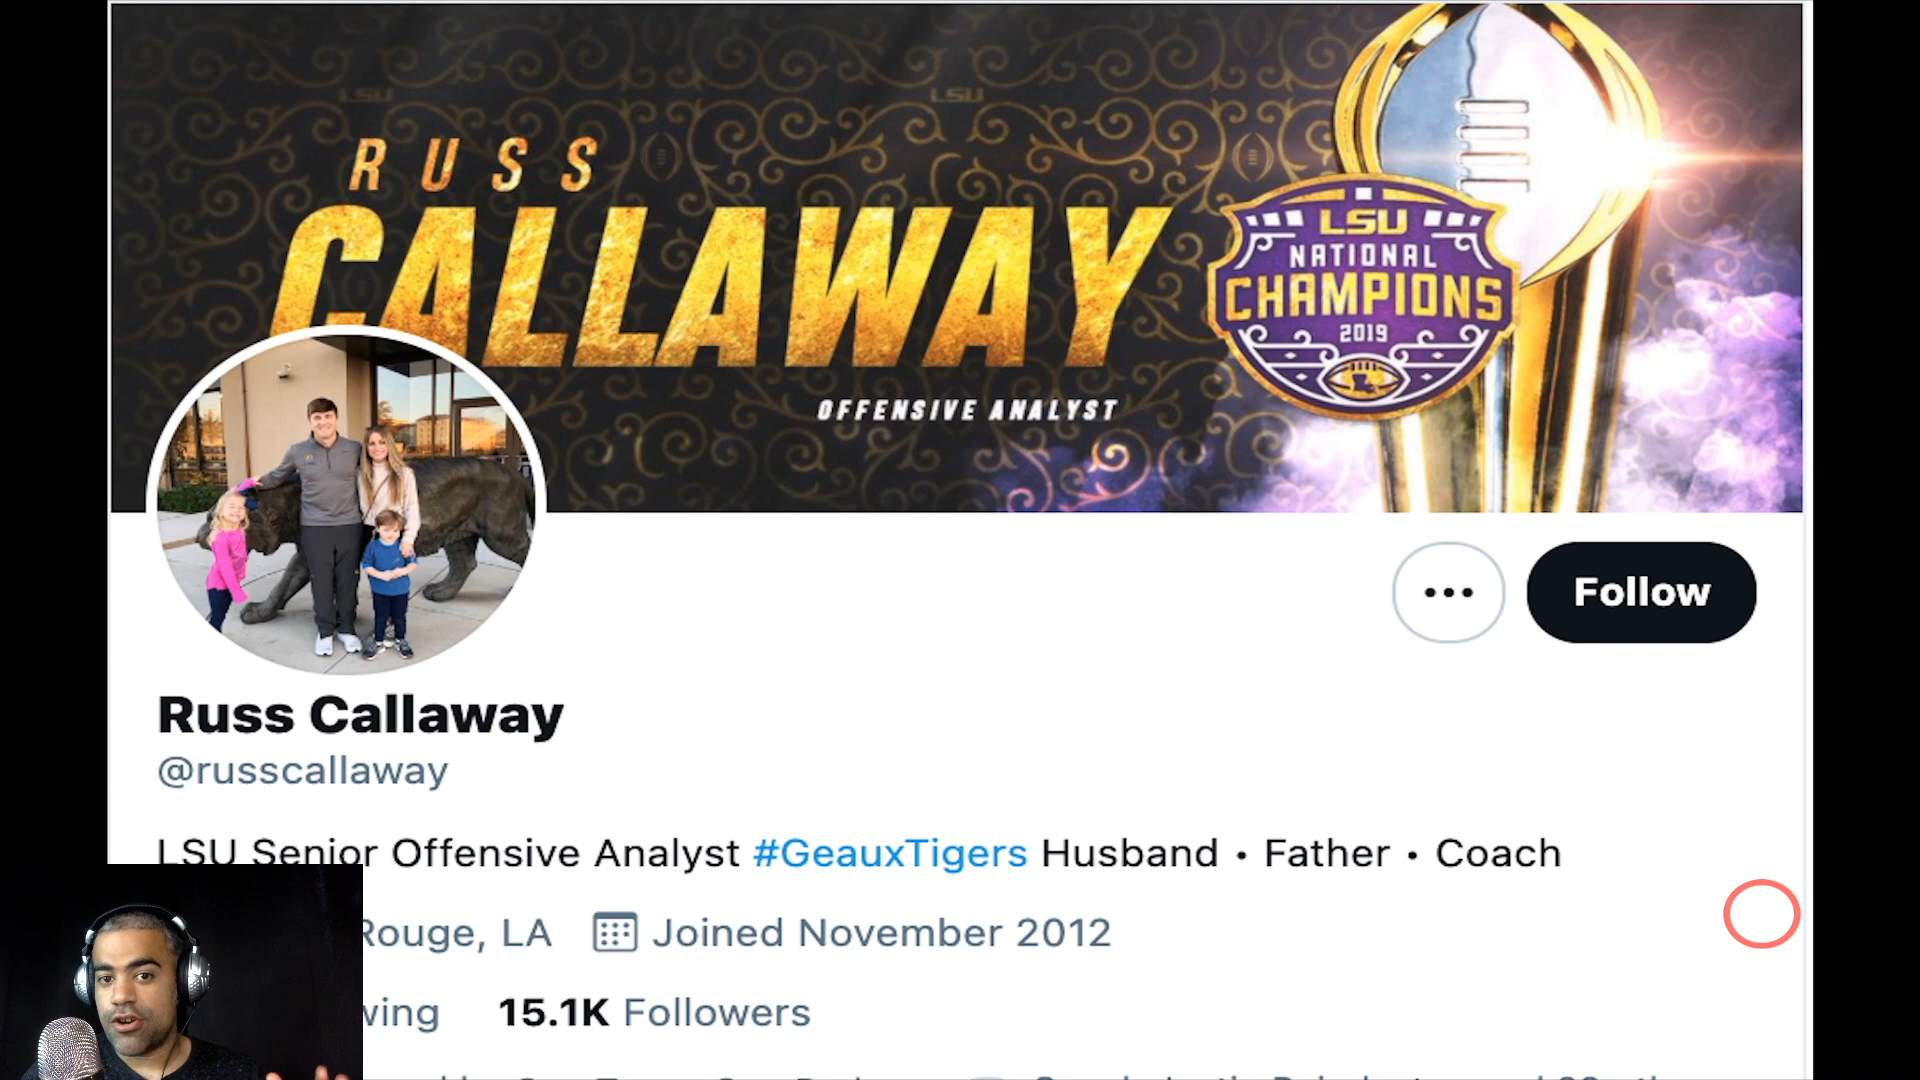 LSU LSU
RUSS
CALLAWAY
OFFENSIVE ANALYST
LSU
NATIONAL
CHAMPIONS
2019
Follow
Russ Callaway
@russcallaway
LSU Senior Offensive Analyst #GeauxTigers Husband • Father • Coach
Rouge, LA Joined November 2012
15.1K Followers